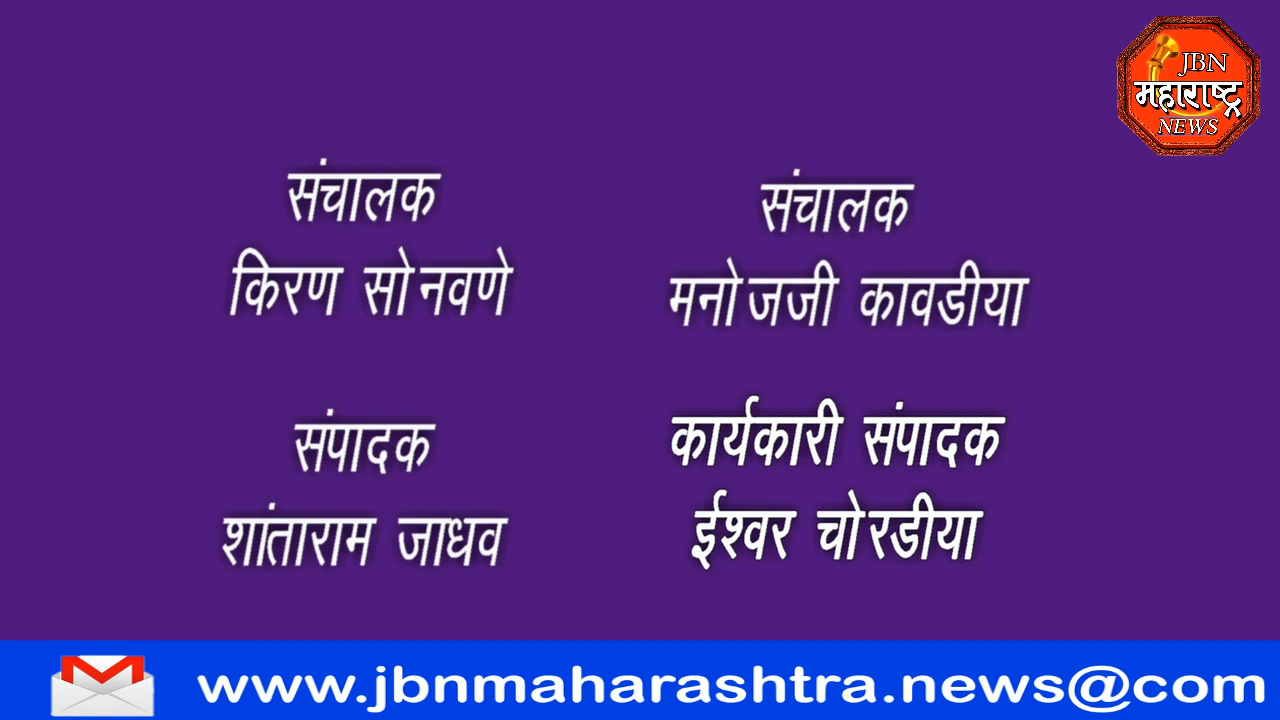 JBN
महाराष्ट्र
NEWS
संचालक
किरण सोनवणे
संचालक
मनोजजी कावडीया
संपादक
शांताराम जाधव
कार्यकारी संपादक
ईश्वर चोरडीया
www.jbnmaharashtra.news@com